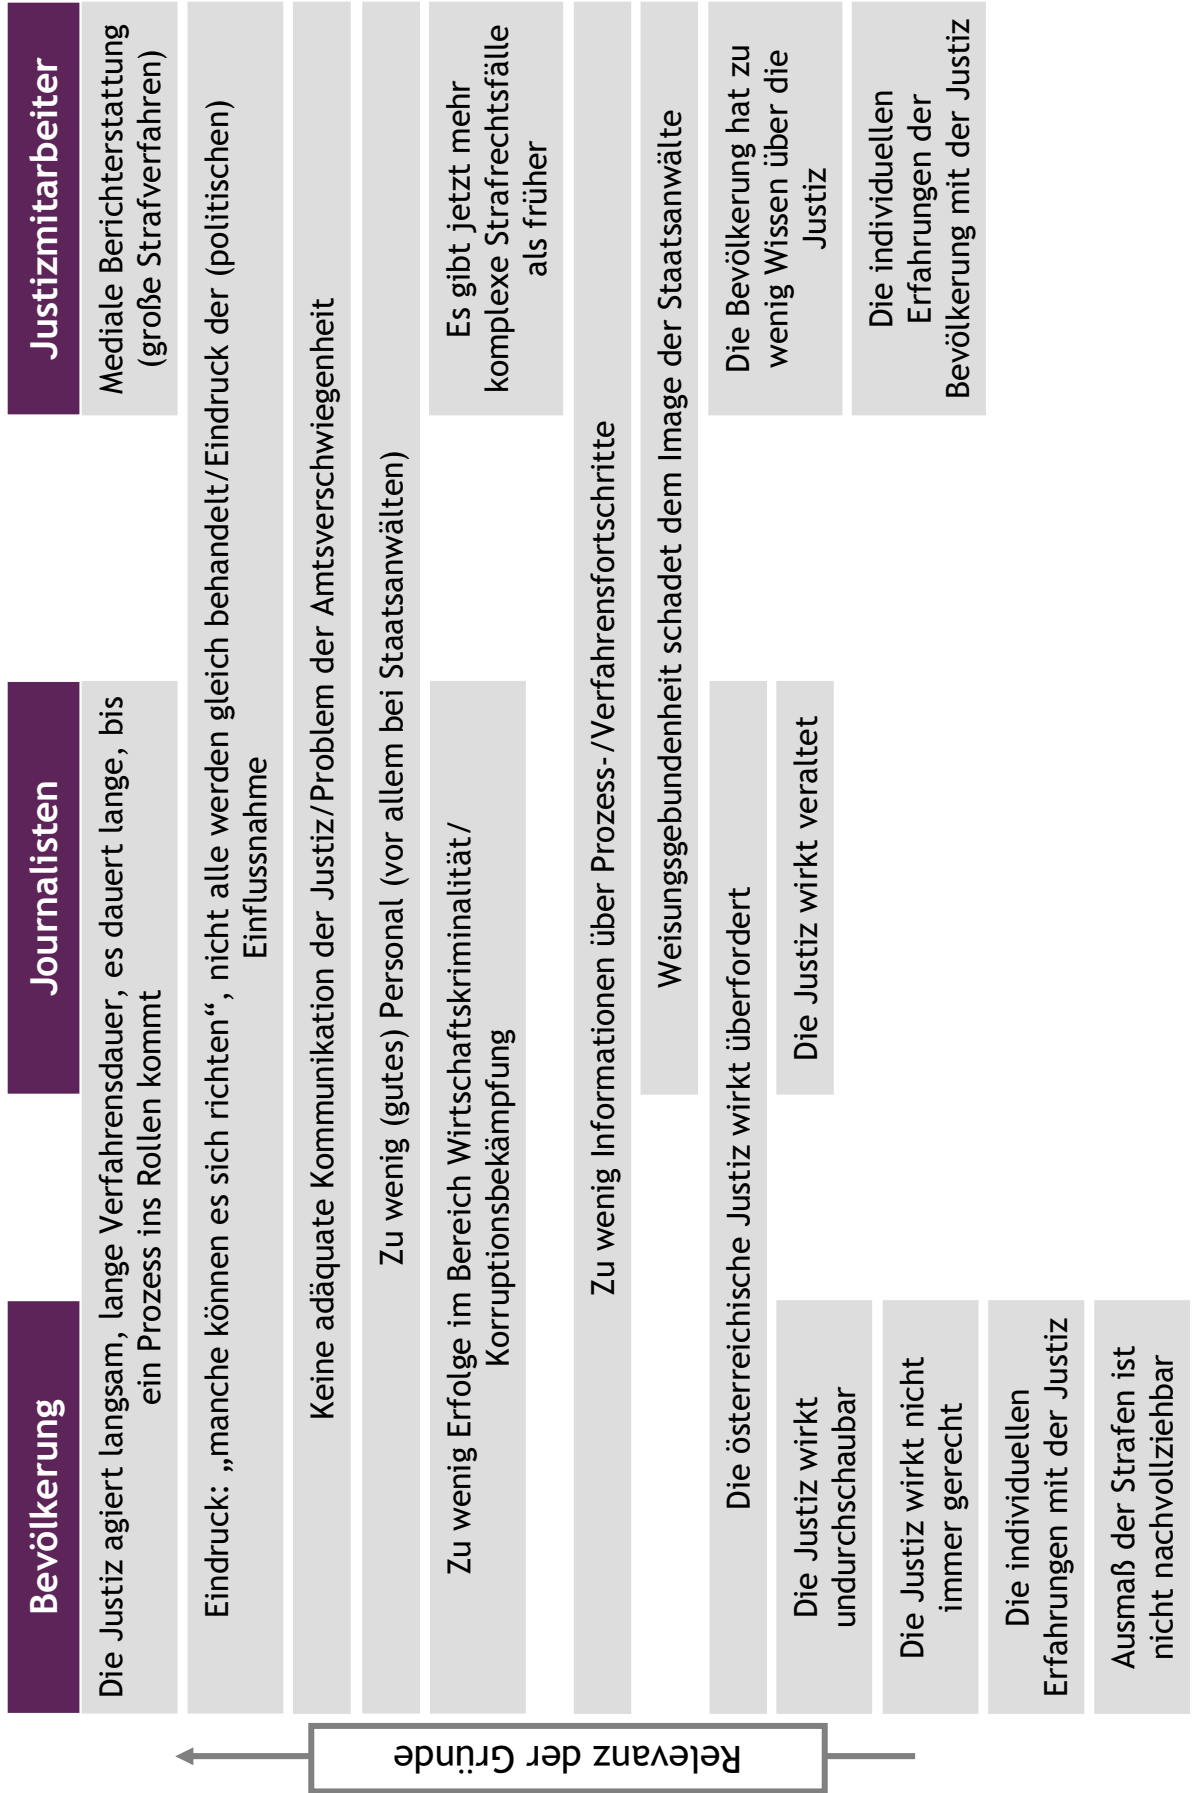 Bevölkerung
Journalisten
Justizmitarbeiter
Die Justiz agiert langsam, lange Verfahrensdauer, es dauert lange, bis
ein Prozess ins Rollen kommt
Mediale Berichterstattung
(große Strafverfahren)
Eindruck: „manche können es sich richten“, nicht alle werden gleich behandelt/Eindruck der (politischen)
Einflussnahme
Keine adäquate Kommunikation der Justiz/Problem der Amtsverschwiegenheit
Zu wenig (gutes) Personal (vor allem bei Staatsanwälten)
Zu wenig Erfolge im Bereich Wirtschaftskriminalität/
Korruptionsbekämpfung
Es gibt jetzt mehr
komplexe Strafrechtsfälle
als früher
Zu wenig Informationen über Prozess-/Verfahrensfortschritte
Weisungsgebundenheit schadet dem Image der Staatsanwälte
Die österreichische Justiz wirkt überfordert
Die Bevölkerung hat zu
wenig Wissen über die
Justiz
Die Justiz wirkt
undurchschaubar
Die Justiz wirkt veraltet
Die individuellen
Erfahrungen der
Bevölkerung mit der Justiz
Die Justiz wirkt nicht
immer gerecht
Die individuellen
Erfahrungen mit der Justiz
Ausmaß der Strafen ist
nicht nachvollziehbar
Relevanz der Gründe